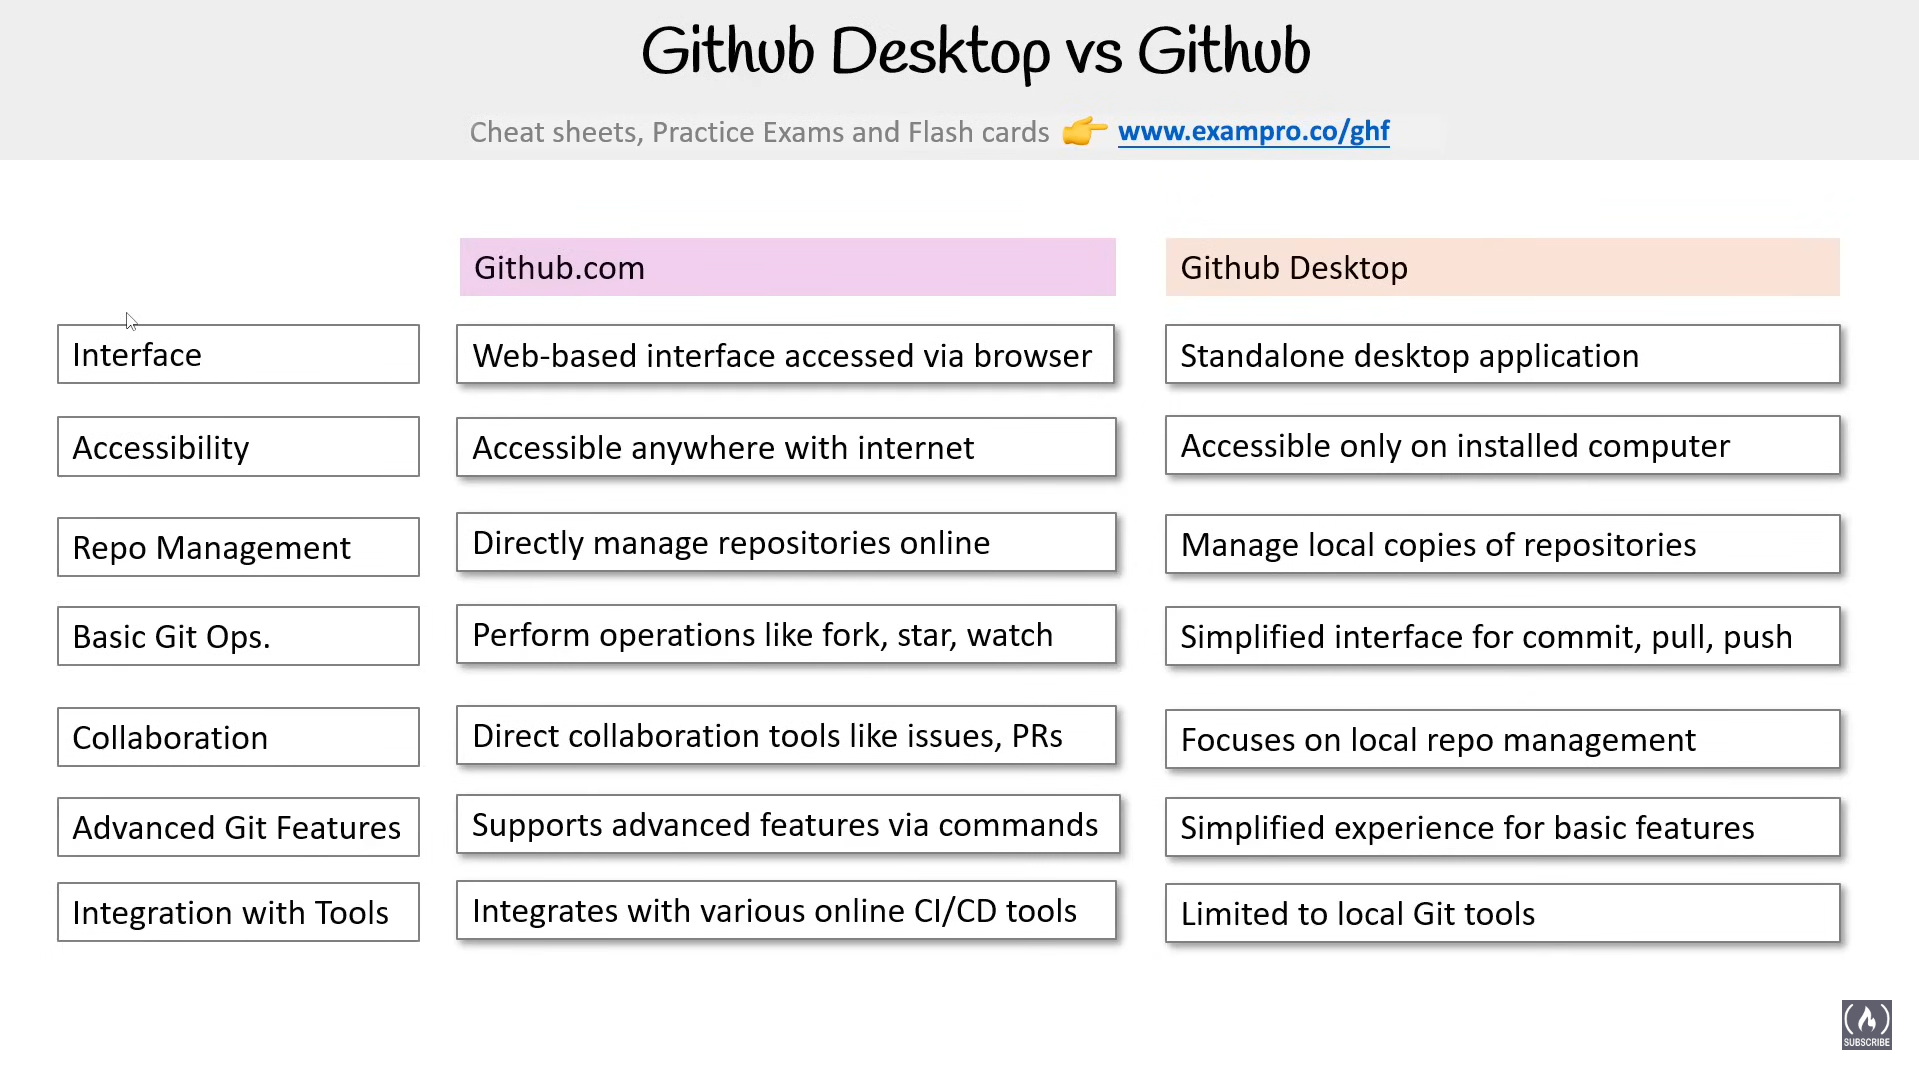 Github Desktop vs Github
Cheat sheets, Practice Exams and Flash cards 👉 www.exampro.co/ghf
Github.com
Github Desktop
Interface
Web-based interface accessed via browser
Standalone desktop application
Accessibility
Accessible anywhere with internet
Accessible only on installed computer
Repo Management
Directly manage repositories online
Manage local copies of repositories
Basic Git Ops.
Perform operations like fork, star, watch
Simplified interface for commit, pull, push
Collaboration
Direct collaboration tools like issues, PRs
Focuses on local repo management
Advanced Git Features
Supports advanced features via commands
Simplified experience for basic features
Integration with Tools
Integrates with various online CI/CD tools
Limited to local Git tools
SUBSCRIBE